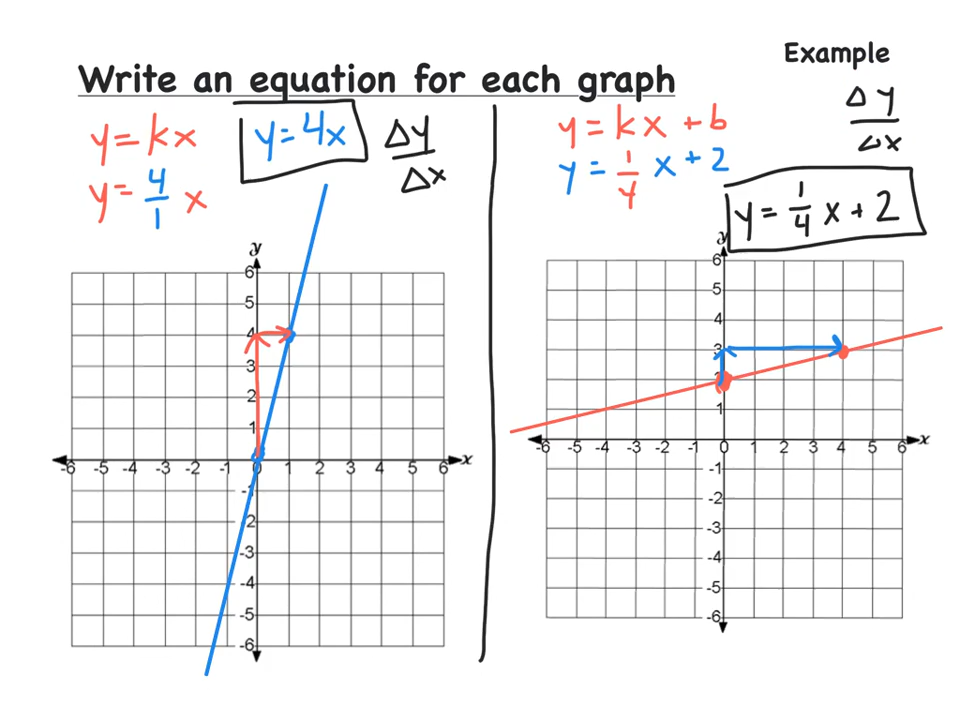 Example
Write an equation for each graph
y = kx
y = 4x
Δy
Δx
y = 4/1 x
y
6
5
4
3
2
1
-6 -5 -4 -3 -2 -1 0 1 2 3 4 5 6 x
-1
-2
-3
-4
-5
-6
y = kx + b
Δy
Δx
y = 1/4 x + 2
y = 1/4 x + 2
y
6
5
4
3
2
1
-6 -5 -4 -3 -2 -1 0 1 2 3 4 5 6 x
-1
-2
-3
-4
-5
-6